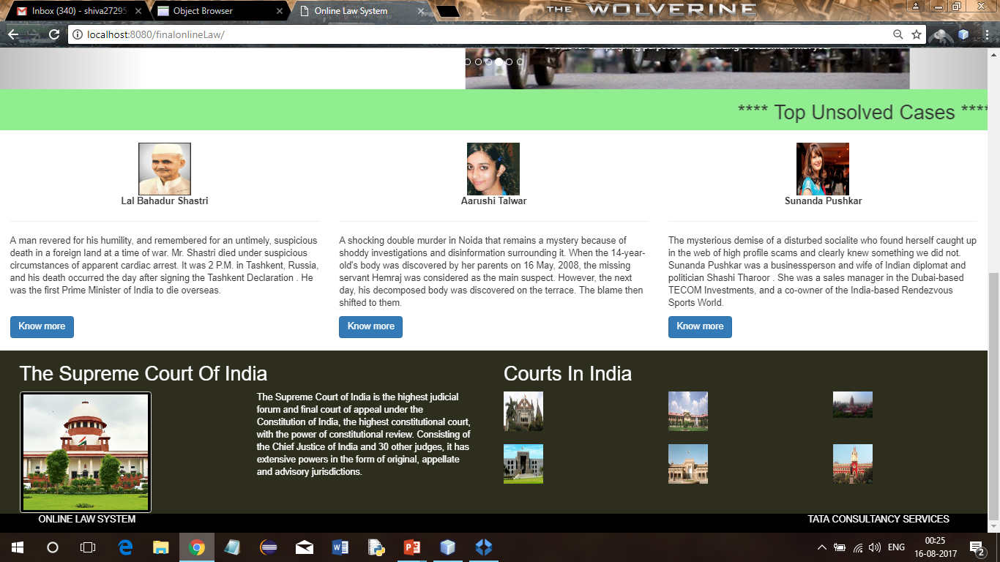 Inbox (340) - shiva27295
Object Browser
Online Law System
THE WOLVERINE
localhost:8080/finalonlineLaw/
**** Top Unsolved Cases ****
Lal Bahadur Shastri
A man revered for his humility, and remembered for an untimely, suspicious
death in a foreign land at a time of war. Mr. Shastri died under suspicious
circumstances of apparent cardiac arrest. It was 2 P.M. in Tashkent, Russia,
and his death occurred the day after signing the Tashkent Declaration . He
was the first Prime Minister of India to die overseas.
Know more
Aarushi Talwar
A shocking double murder in Noida that remains a mystery because of
shoddy investigations and disinformation surrounding it. When the 14-year-
old's body was discovered by her parents on 16 May, 2008, the missing
servant Hemraj was considered as the main suspect. However, the next
day, his decomposed body was discovered on the terrace. The blame then
shifted to them.
Know more
Sunanda Pushkar
The mysterious demise of a disturbed socialite who found herself caught up
in the web of high profile scams and clearly knew something we did not.
Sunanda Pushkar was a businessperson and wife of Indian diplomat and
politician Shashi Tharoor . She was a sales manager in the Dubai-based
TECOM Investments, and a co-owner of the India-based Rendezvous
Sports World.
Know more
The Supreme Court Of India
The Supreme Court of India is the highest judicial
forum and final court of appeal under the
Constitution of India, the highest constitutional court,
with the power of constitutional review. Consisting of
the Chief Justice of India and 30 other judges, it has
extensive powers in the form of original, appellate
and advisory jurisdictions.
Courts In India
ONLINE LAW SYSTEM
TATA CONSULTANCY SERVICES
ENG
00:25
16-08-2017
2